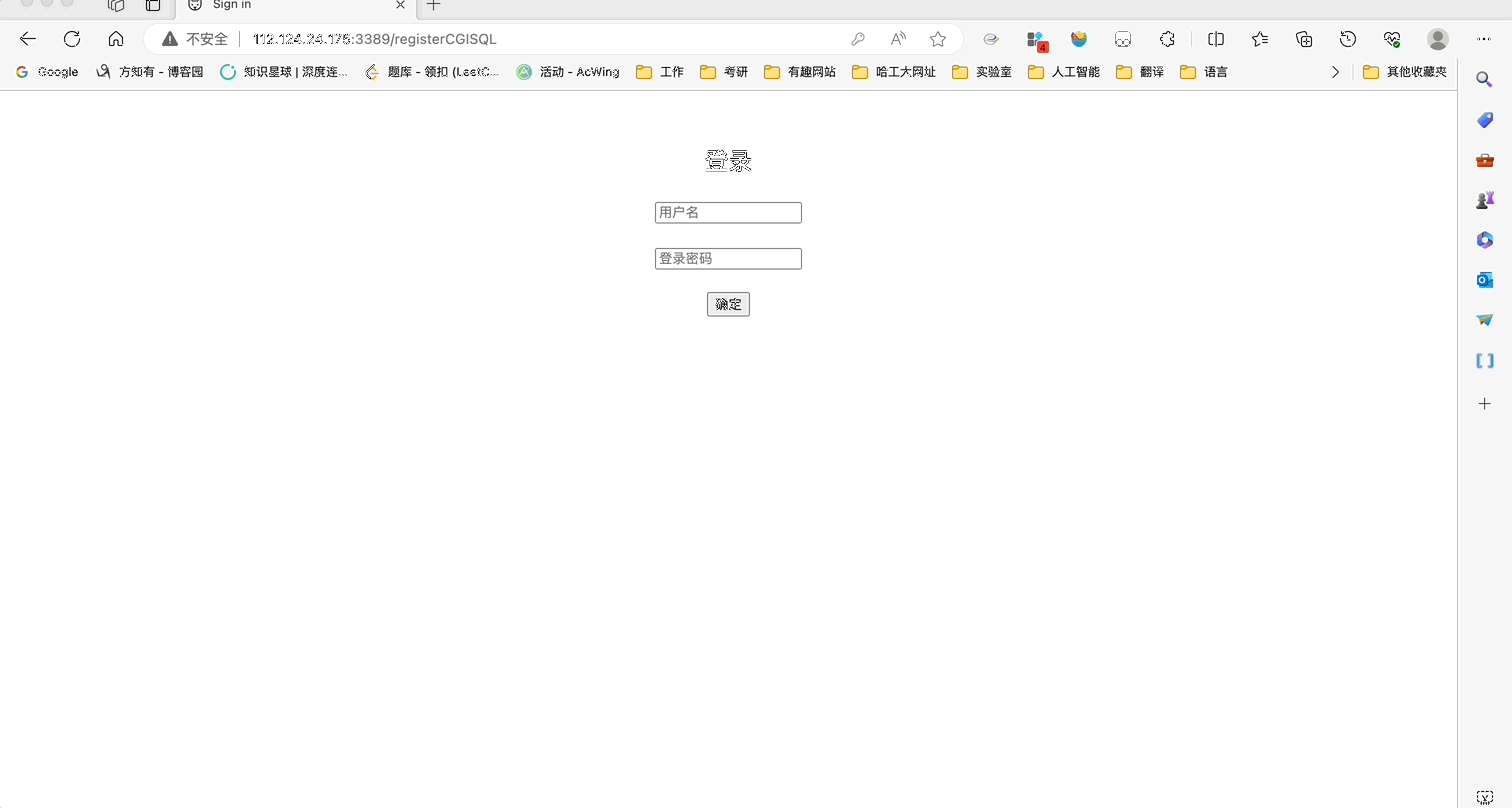 Sign in
不安全 112.124.24.176:3389/registerCGISQL
4
Google 方知有 - 博客园 知识星球 | 深度连... 题库 - 领扣 (LeetC... 活动 - AcWing 工作 考研 有趣网站 哈工大网址 实验室 人工智能 翻译 语言 其他收藏夹
登录
用户名
登录密码
确定